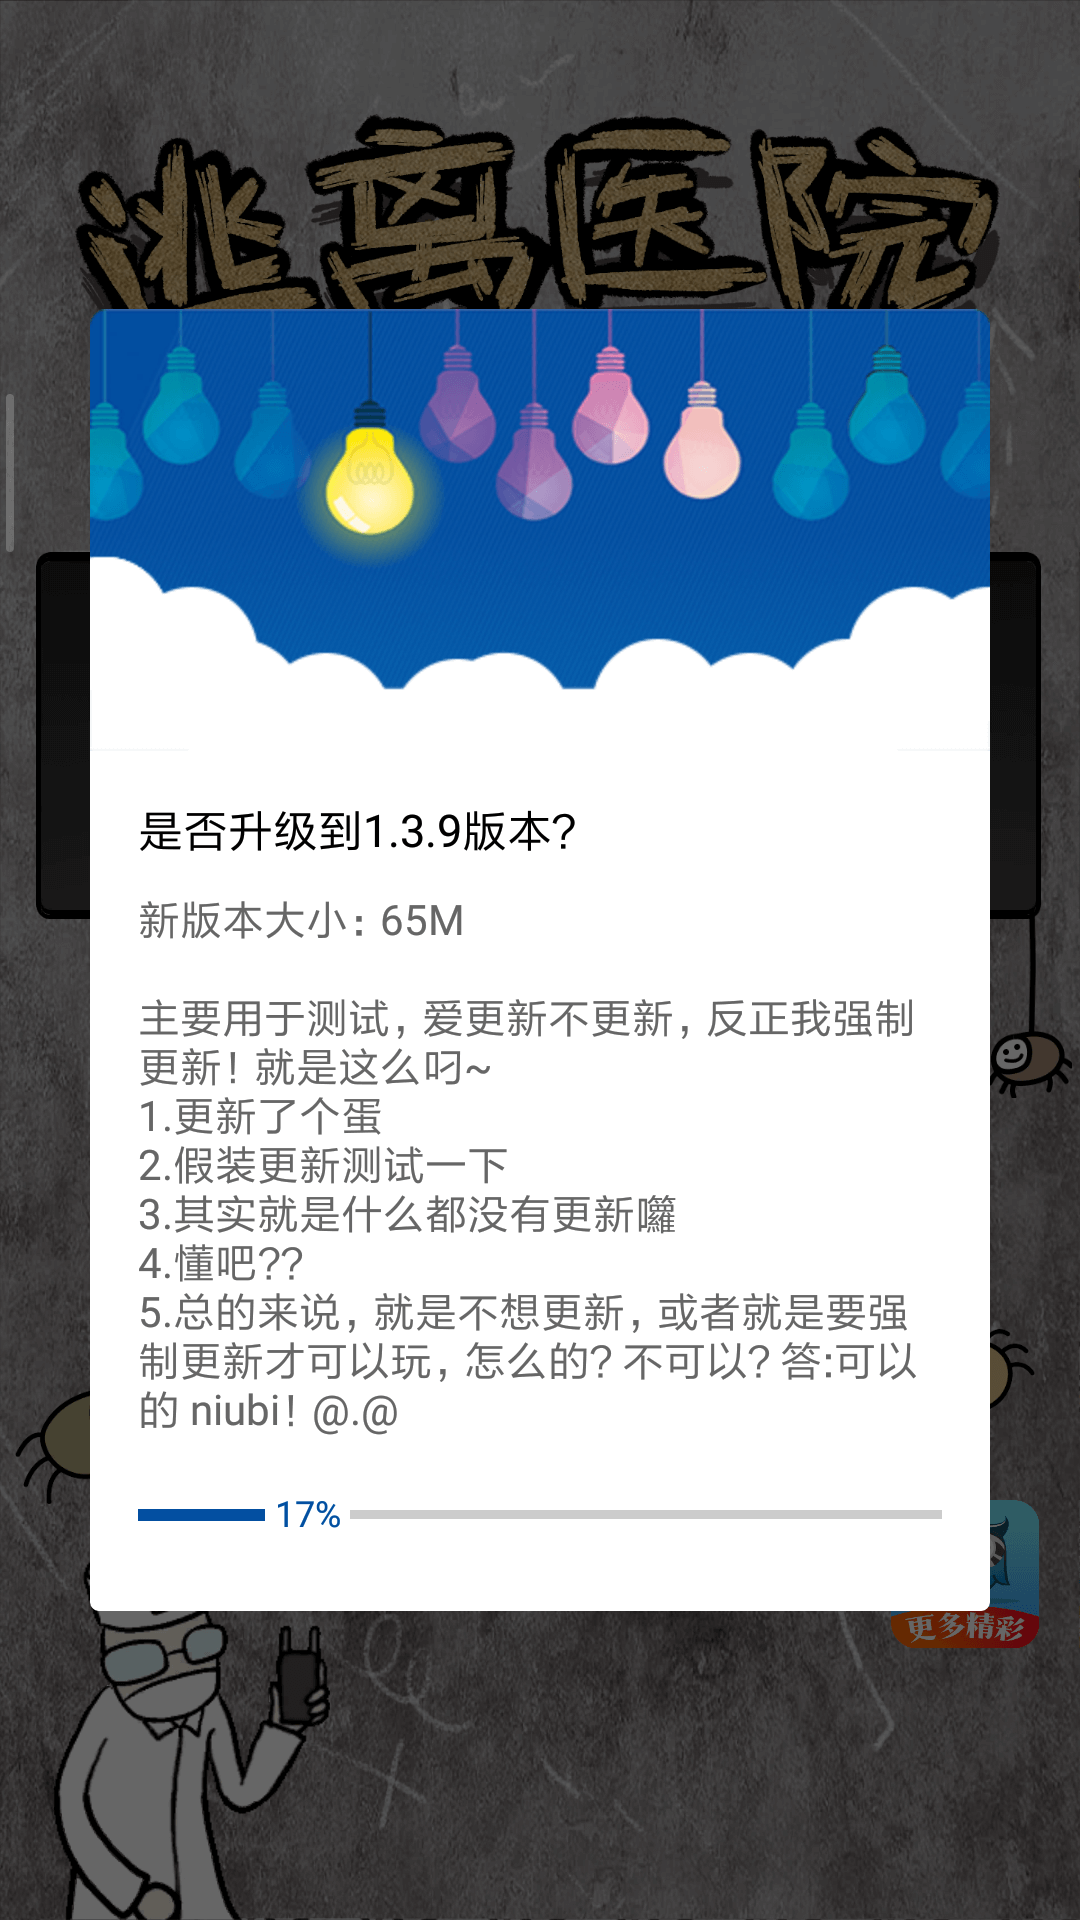 逃离医院
是否升级到1.3.9版本?
新版本大小：65M
主要用于测试，爱更新不更新，反正我强制
更新！就是这么叼~
1.更新了个蛋
2.假装更新测试一下
3.其实就是什么都没有更新囖
4.懂吧??
5.总的来说，就是不想更新，或者就是要强
制更新才可以玩，怎么的？不可以？答:可以
的 niubi！@.@
17%
更多精彩